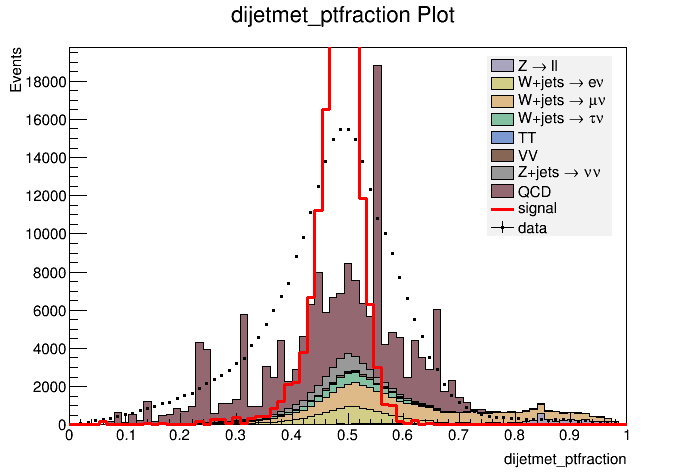 dijetmet_ptfraction Plot
Events
18000
16000
14000
12000
10000
8000
6000
4000
2000
0
Z → ll
W+jets → eν
W+jets → μν
W+jets → τν
TT
VV
Z+jets → νν
QCD
signal
data
0 0.1 0.2 0.3 0.4 0.5 0.6 0.7 0.8 0.9 1
dijetmet_ptfraction